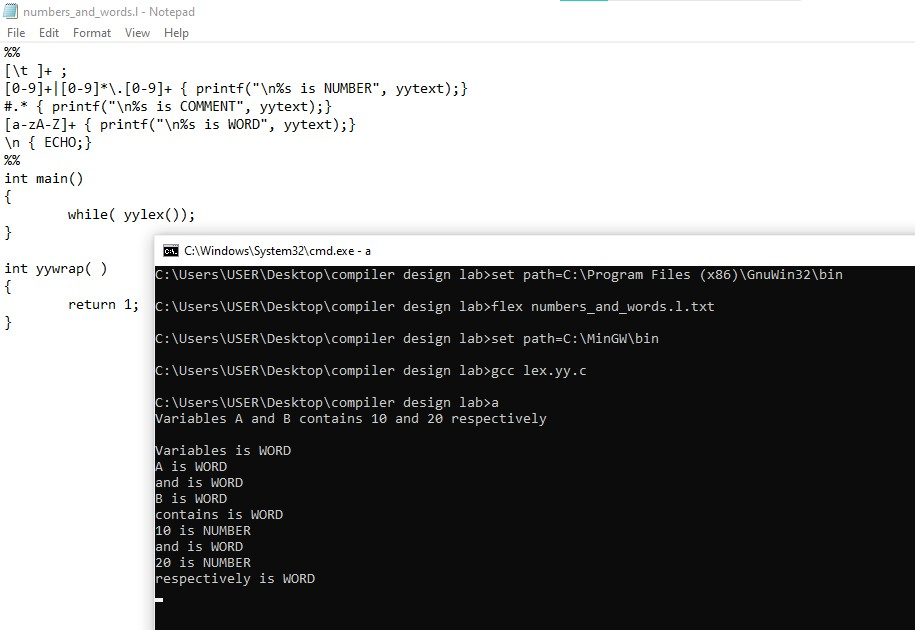 numbers_and_words.l - Notepad
File Edit Format View Help
%%
[\t ]+ ;
[0-9]+|[0-9]*\.[0-9]+ { printf("\n%s is NUMBER", yytext);}
#.* { printf("\n%s is COMMENT", yytext);}
[a-zA-Z]+ { printf("\n%s is WORD", yytext);}
\n { ECHO;}
%%
int main()
{
        while( yylex());
}
int yywrap( )
{
        return 1;
}
C:\Windows\System32\cmd.exe - a
C:\Users\USER\Desktop\compiler design lab>set path=C:\Program Files (x86)\GnuWin32\bin
C:\Users\USER\Desktop\compiler design lab>flex numbers_and_words.l.txt
C:\Users\USER\Desktop\compiler design lab>set path=C:\MinGW\bin
C:\Users\USER\Desktop\compiler design lab>gcc lex.yy.c
C:\Users\USER\Desktop\compiler design lab>a
Variables A and B contains 10 and 20 respectively
Variables is WORD
A is WORD
and is WORD
B is WORD
contains is WORD
10 is NUMBER
and is WORD
20 is NUMBER
respectively is WORD